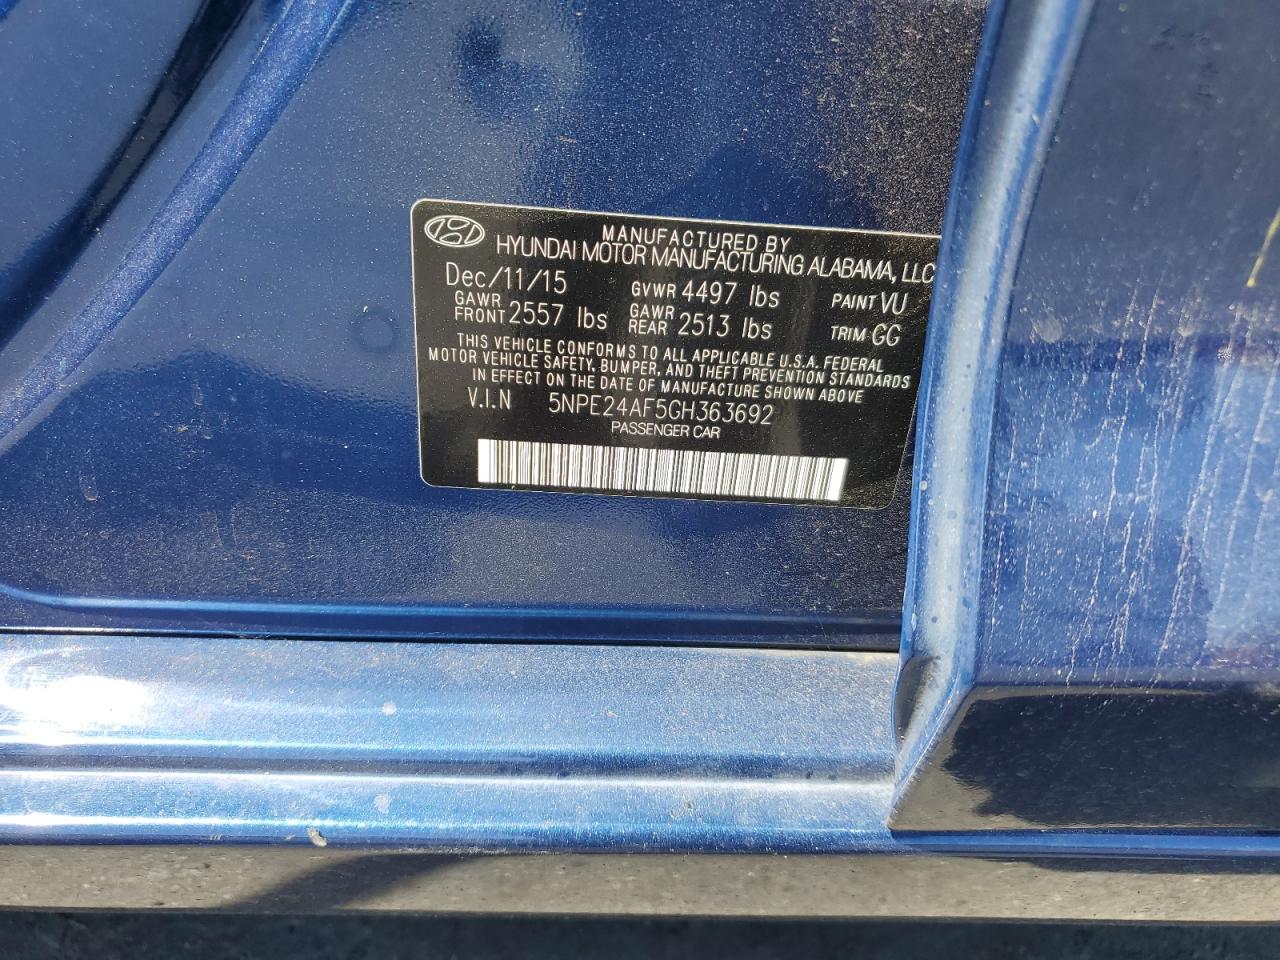 MANUFACTURED BY
HYUNDAI MOTOR MANUFACTURING ALABAMA, LLC
Dec/11/15 GVWR 4497 lbs PAINT VU
GAWR FRONT 2557 lbs GAWR REAR 2513 lbs TRIM GG
THIS VEHICLE CONFORMS TO ALL APPLICABLE U.S.A. FEDERAL
MOTOR VEHICLE SAFETY, BUMPER, AND THEFT PREVENTION STANDARDS
IN EFFECT ON THE DATE OF MANUFACTURE SHOWN ABOVE
V.I.N 5NPE24AF5GH363692
PASSENGER CAR